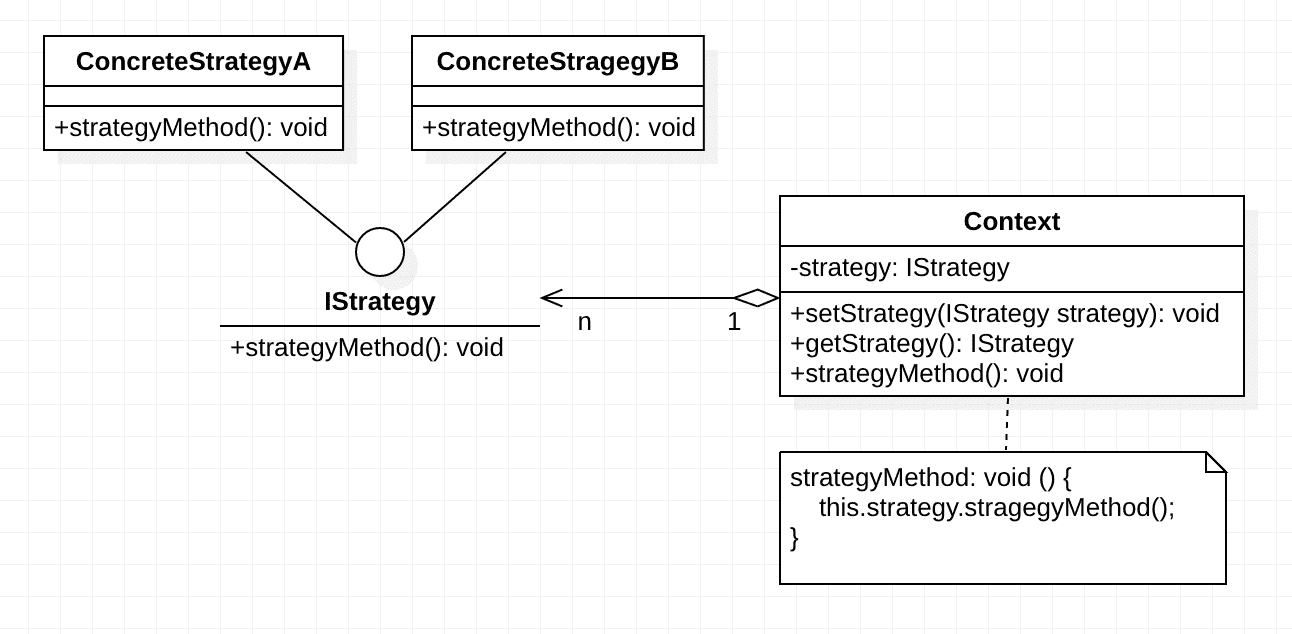 ConcreteStrategyA
+strategyMethod(): void
ConcreteStragegyB
+strategyMethod(): void
IStrategy
+strategyMethod(): void
n
1
Context
-strategy: IStrategy
+setStrategy(IStrategy strategy): void
+getStrategy(): IStrategy
+strategyMethod(): void
strategyMethod: void () {
this.strategy.stragegyMethod();
}